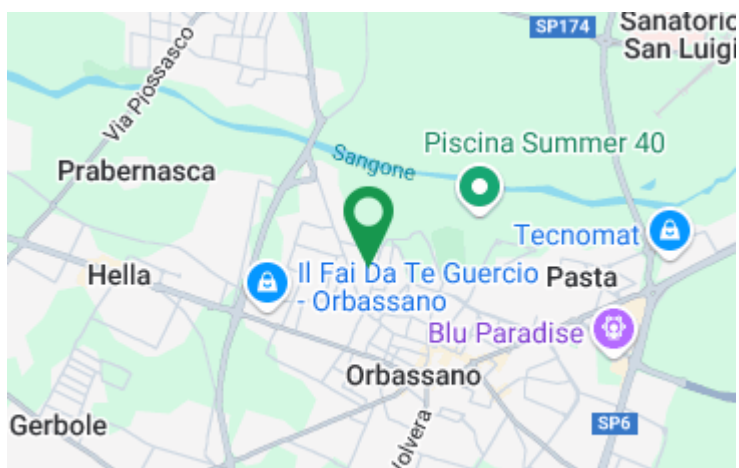 SP174
Sanatorio
San Luigi
Via Piossasco
Sangone
Piscina Summer 40
Prabernasca
Tecnomat
Hella
Il Fai Da Te Guercio
- Orbassano
Pasta
Blu Paradise
Orbassano
Gerbole
olvera
SP6